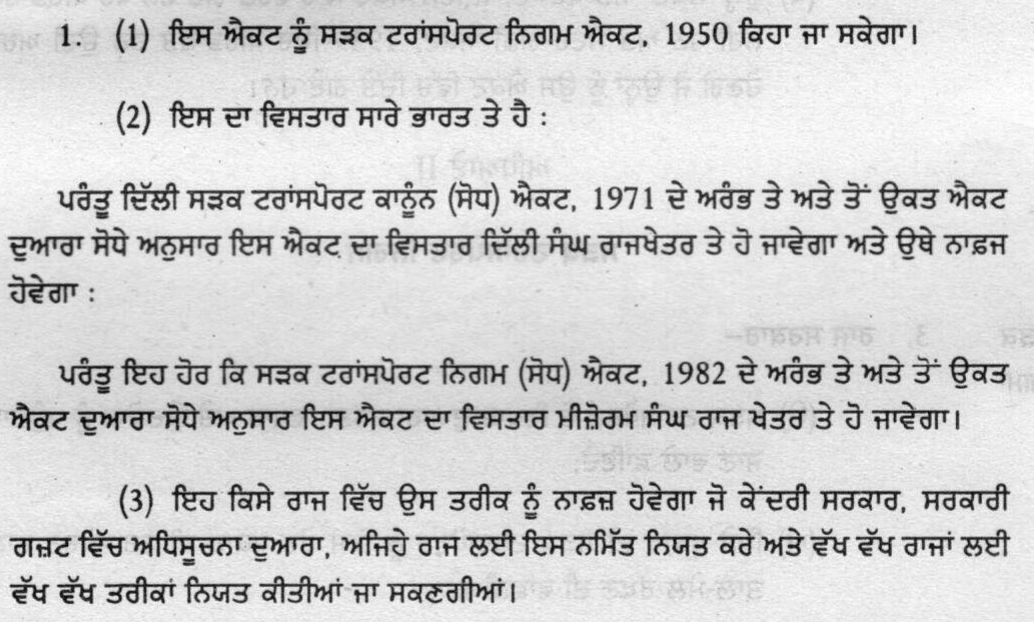 1. (1) ਇਸ ਐਕਟ ਨੂੰ ਸੜਕ ਟਰਾਂਸਪੋਰਟ ਨਿਗਮ ਐਕਟ, 1950 ਕਿਹਾ ਜਾ ਸਕੇਗਾ।
(2) ਇਸ ਦਾ ਵਿਸਤਾਰ ਸਾਰੇ ਭਾਰਤ ਤੇ ਹੈ :
ਪਰੰਤੂ ਦਿੱਲੀ ਸੜਕ ਟਰਾਂਸਪੋਰਟ ਕਾਨੂੰਨ (ਸੋਧ) ਐਕਟ, 1971 ਦੇ ਅਰੰਭ ਤੇ ਅਤੇ ਤੋਂ ਉਕਤ ਐਕਟ
ਦੁਆਰਾ ਸੋਧੇ ਅਨੁਸਾਰ ਇਸ ਐਕਟ ਦਾ ਵਿਸਤਾਰ ਦਿੱਲੀ ਸੰਘ ਰਾਜਖੇਤਰ ਤੇ ਹੋ ਜਾਵੇਗਾ ਅਤੇ ਉਥੇ ਨਾਫ਼ਜ
ਹੋਵੇਗਾ :
ਪਰੰਤੂ ਇਹ ਹੋਰ ਕਿ ਸੜਕ ਟਰਾਂਸਪੋਰਟ ਨਿਗਮ (ਸੋਧ) ਐਕਟ, 1982 ਦੇ ਅਰੰਭ ਤੇ ਅਤੇ ਤੋਂ ਉਕਤ
ਐਕਟ ਦੁਆਰਾ ਸੋਧੇ ਅਨੁਸਾਰ ਇਸ ਐਕਟ ਦਾ ਵਿਸਤਾਰ ਮੀਜ਼ੋਰਮ ਸੰਘ ਰਾਜ ਖੇਤਰ ਤੇ ਹੋ ਜਾਵੇਗਾ।
(3) ਇਹ ਕਿਸੇ ਰਾਜ ਵਿੱਚ ਉਸ ਤਰੀਕ ਨੂੰ ਨਾਫ਼ਜ਼ ਹੋਵੇਗਾ ਜੋ ਕੇਂਦਰੀ ਸਰਕਾਰ, ਸਰਕਾਰੀ
ਗਜ਼ਟ ਵਿੱਚ ਅਧਿਸੂਚਨਾ ਦੁਆਰਾ, ਅਜਿਹੇ ਰਾਜ ਲਈ ਇਸ ਨਮਿੱਤ ਨਿਯਤ ਕਰੇ ਅਤੇ ਵੱਖ ਵੱਖ ਰਾਜਾਂ ਲਈ
ਵੱਖ ਵੱਖ ਤਰੀਕਾਂ ਨਿਯਤ ਕੀਤੀਆਂ ਜਾ ਸਕਣਗੀਆਂ।